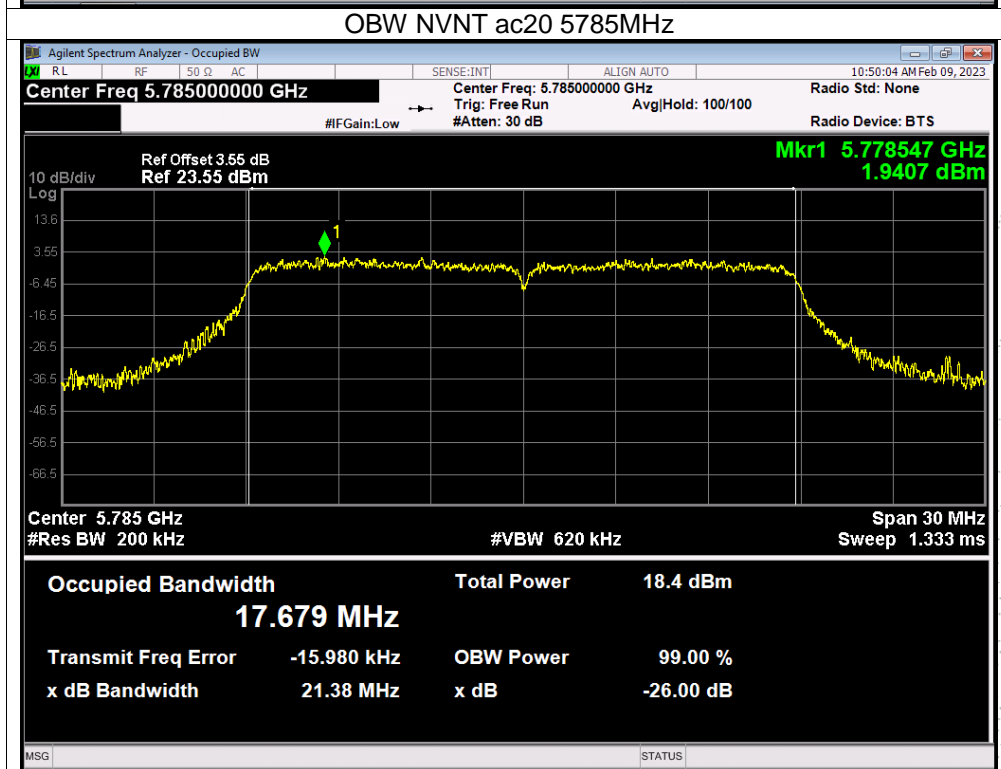 OBW NVNT ac20 5785MHz
Agilent Spectrum Analyzer - Occupied BW
LXI RL RF 50 Ω AC SENSE:INT ALIGN AUTO 10:50:04 AM Feb 09, 2023
Center Freq 5.785000000 GHz Center Freq: 5.785000000 GHz Radio Std: None
Trig: Free Run Avg|Hold: 100/100
#IFGain:Low #Atten: 30 dB Radio Device: BTS
Mkr1 5.778547 GHz
1.9407 dBm
Ref Offset 3.55 dB
10 dB/div Ref 23.55 dBm
Log
13.6
1
3.55
-6.45
-16.5
-26.5
-36.5
-46.5
-56.5
-66.5
Center 5.785 GHz Span 30 MHz
#Res BW 200 kHz #VBW 620 kHz Sweep 1.333 ms
Occupied Bandwidth Total Power 18.4 dBm
17.679 MHz
Transmit Freq Error -15.980 kHz OBW Power 99.00 %
x dB Bandwidth 21.38 MHz x dB -26.00 dB
MSG STATUS